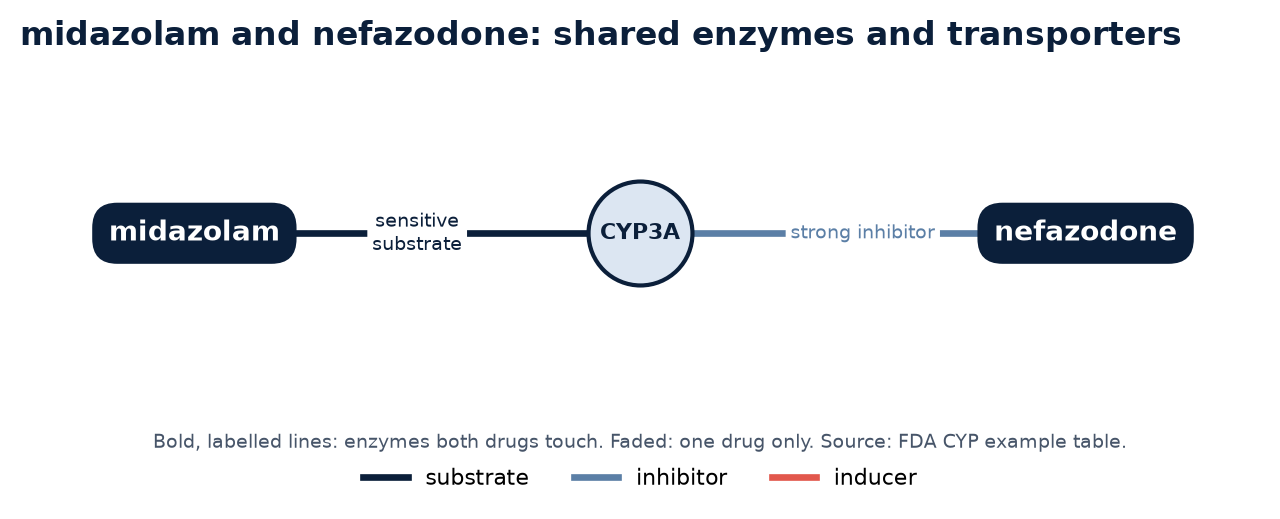 midazolam and nefazodone: shared enzymes and transporters
midazolam
sensitive
substrate
CYP3A
strong inhibitor
nefazodone
Bold, labelled lines: enzymes both drugs touch. Faded: one drug only. Source: FDA CYP example table.
substrate
inhibitor
inducer